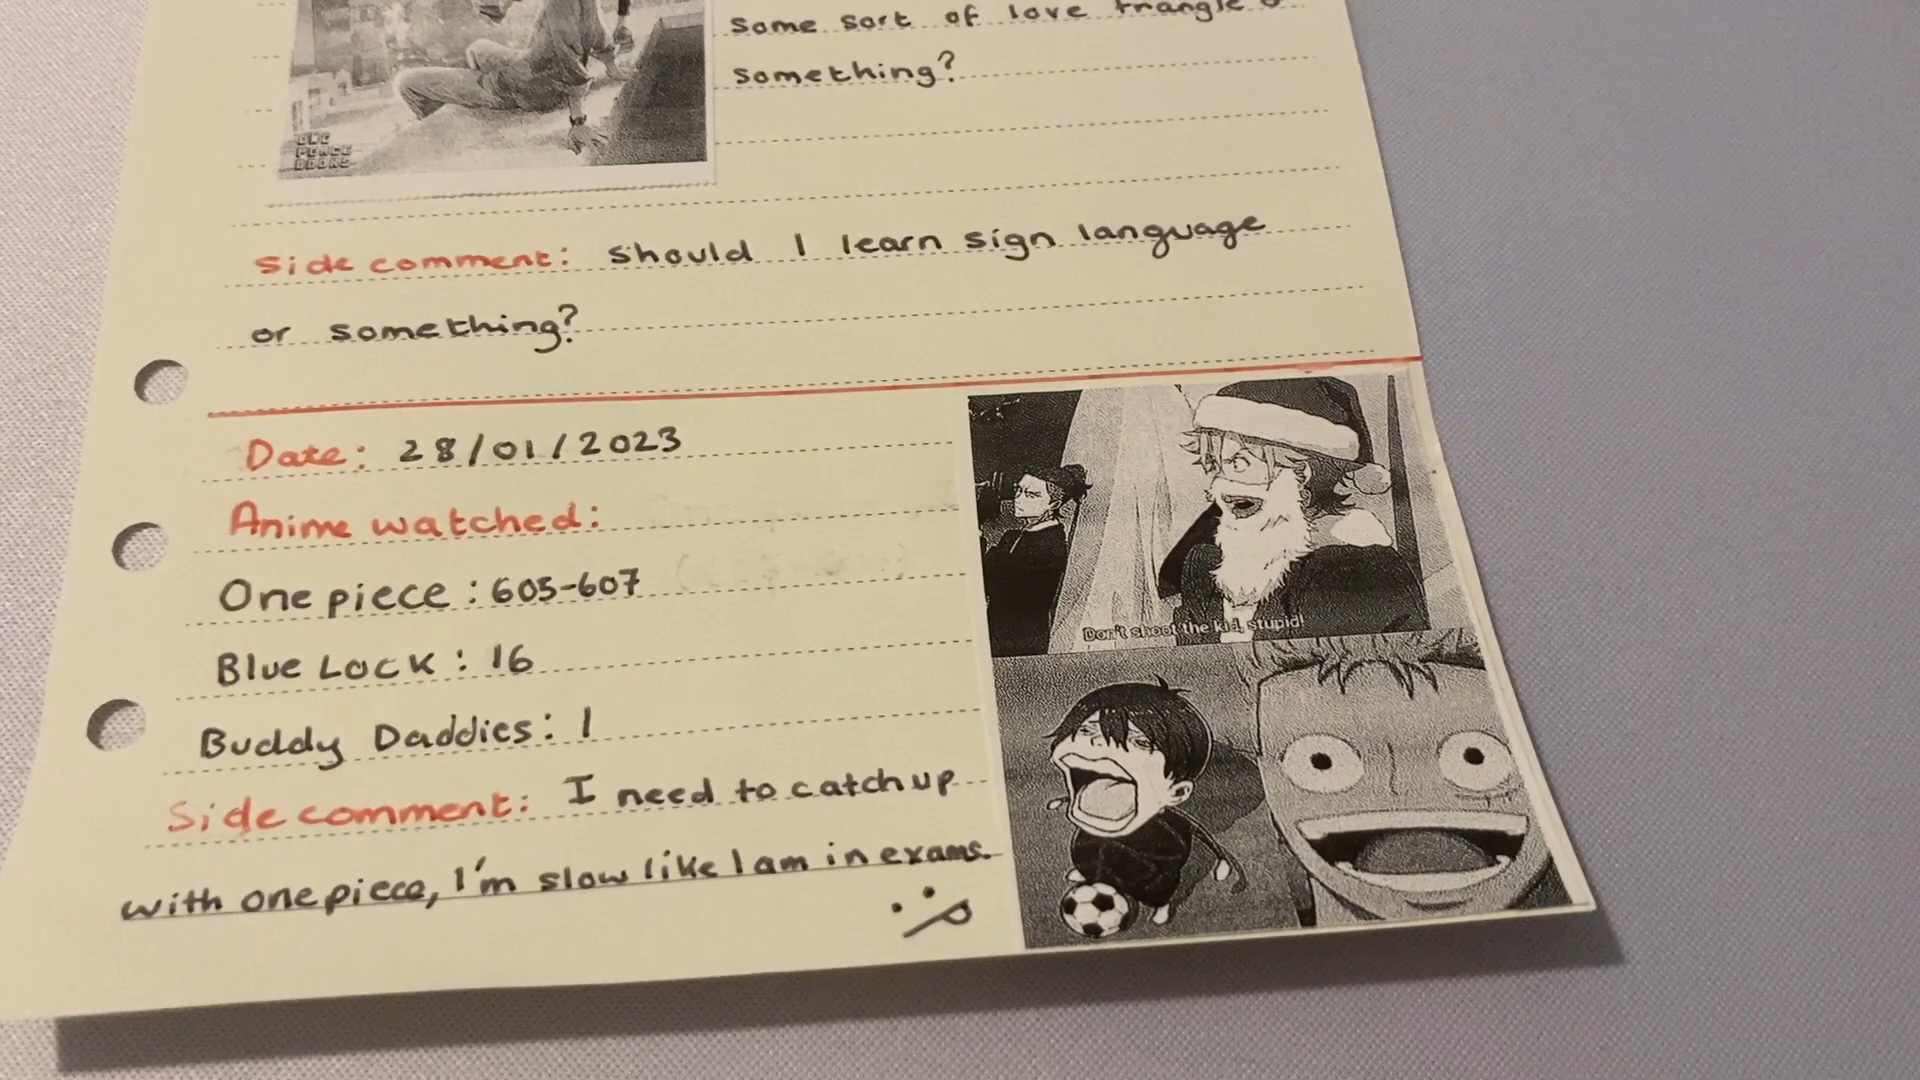 Some sort of love triangle
something?
Side comment: Should I learn sign language
or something?
Date: 28/01/2023
Anime watched:
One piece: 605-607
Blue Lock: 16
Buddy Daddies: 1
Side comment: I need to catch up
with one piece, I'm slow like I am in exams.
Don't shoot the kid, stupid!